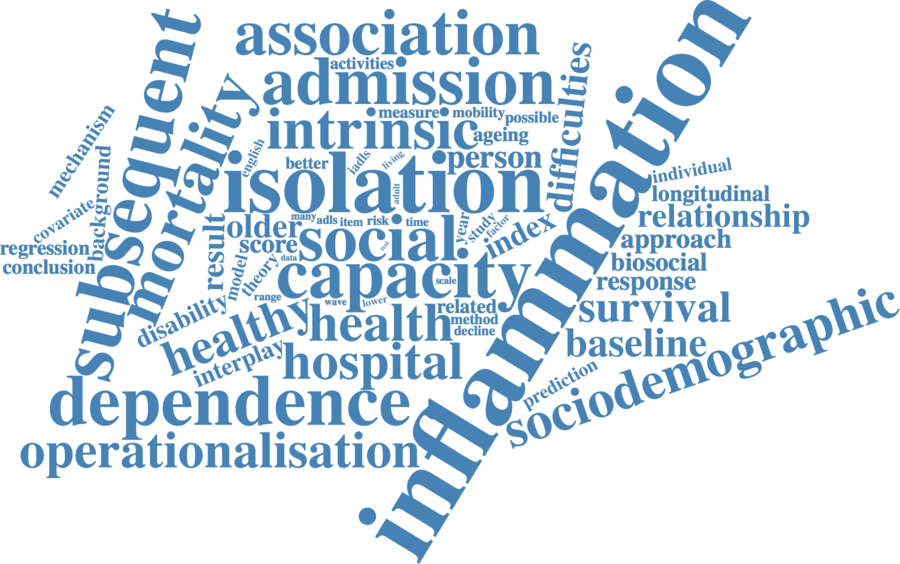 association
activities
admission
subsequent
mortality
difficulties
inflammation
measure
mobility
possible
intrinsic
ageing
mechanism
english
better
iadls
living
person
isolation
adult
background
individual
longitudinal
covariate
relationship
result
older
many
adls
item
risk
time
year
study
factor
index
regression
score
social
test
approach
conclusion
model
theory
data
capacity
biosocial
scale
response
range
wave
lower
related
survival
disability
healthy
health
method
decline
sociodemographic
interplay
hospital
baseline
prediction
dependence
operationalisation